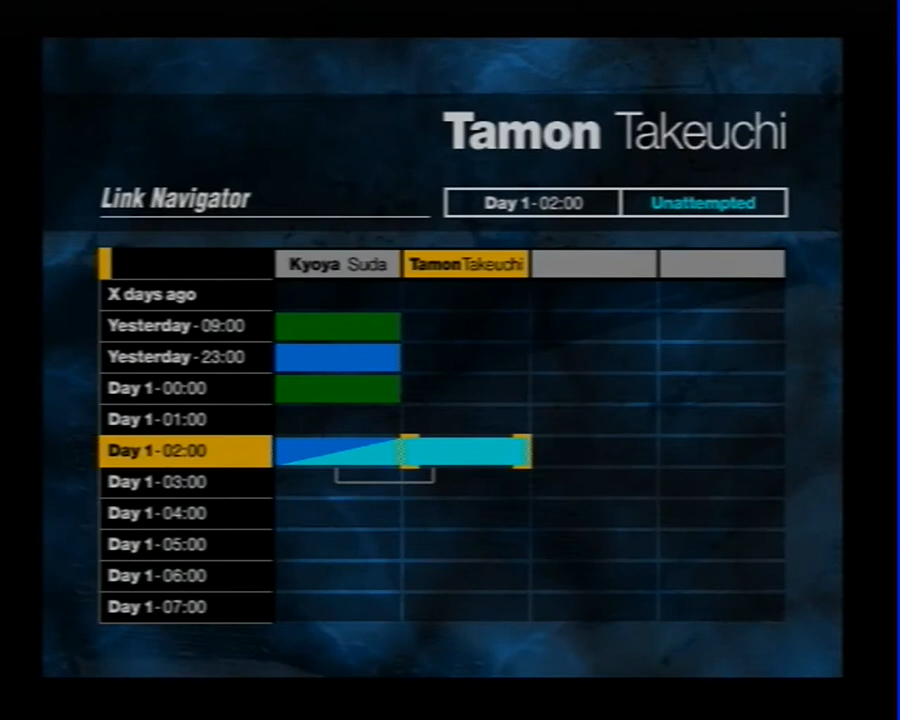 Tamon Takeuchi
Link Navigator
Day 1-02:00 Unattempted
Kyoya Suda TamonTakeuchi
X days ago
Yesterday-09:00
Yesterday-23:00
Day 1-00:00
Day 1-01:00
Day 1-02:00
Day 1-03:00
Day 1-04:00
Day 1-05:00
Day 1-06:00
Day 1-07:00